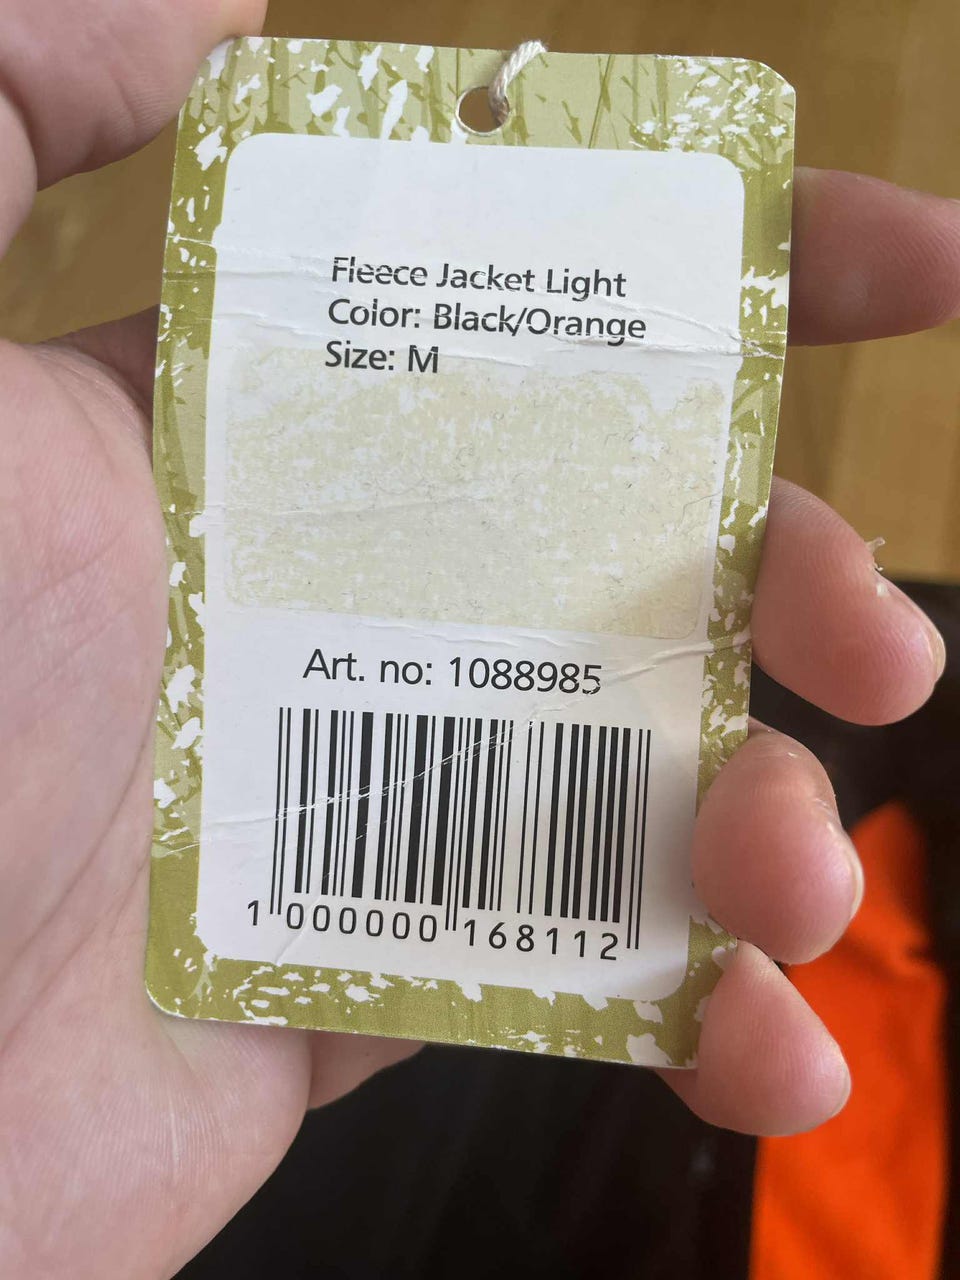 Fleece Jacket Light
Color: Black/Orange
Size: M
Art. no: 1088985
1 000000 168112